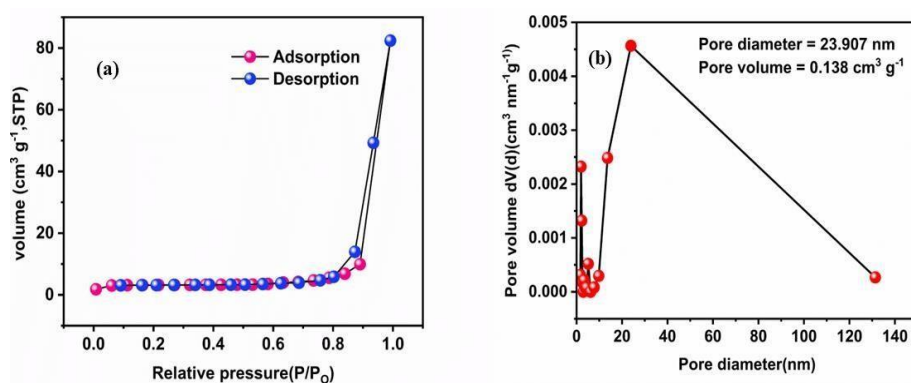 (a)
Adsorption
Desorption
volume (cm³ g⁻¹,STP)
80
60
40
20
0
0.0 0.2 0.4 0.6 0.8 1.0
Relative pressure(P/P₀)
(b)
Pore diameter = 23.907 nm
Pore volume = 0.138 cm³ g⁻¹
Pore volume dV(d)(cm³ nm⁻¹g⁻¹)
0.005
0.004
0.003
0.002
0.001
0.000
0 20 40 60 80 100 120 140
Pore diameter(nm)